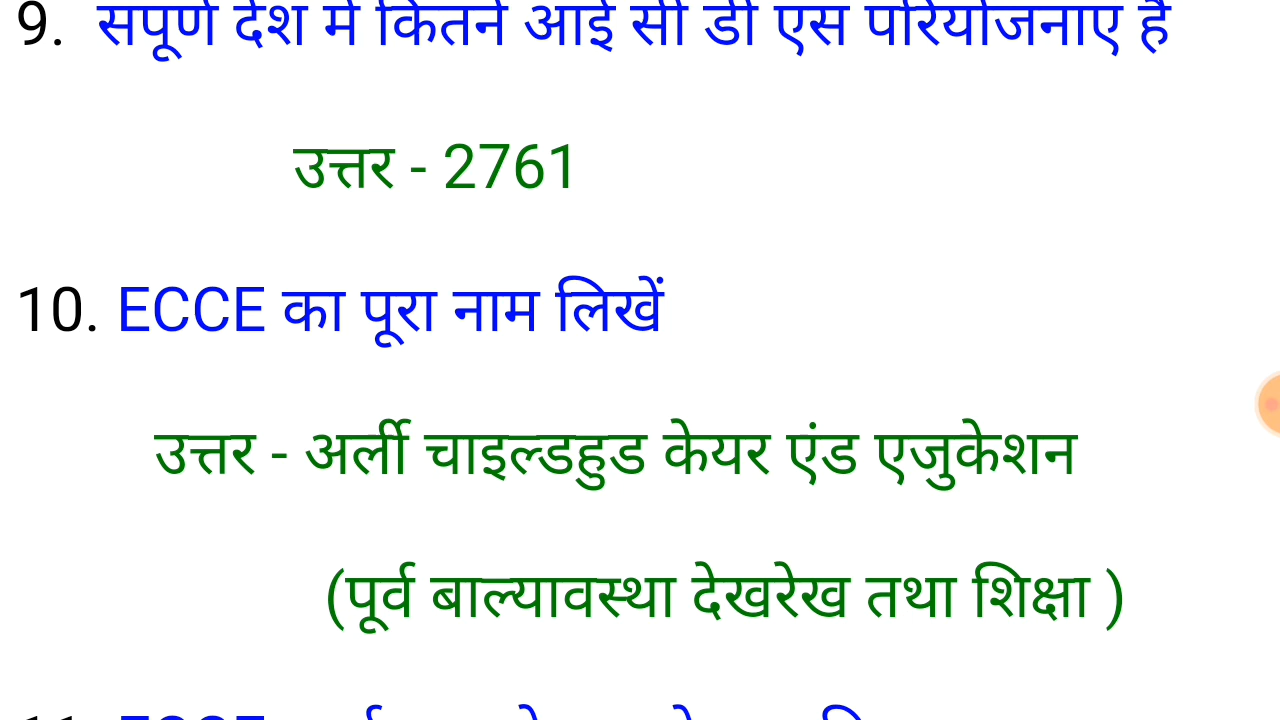 9. संपूर्ण देश में कितने आई सी डी एस परियोजनाएं हैं
उत्तर - 2761
10. ECCE का पूरा नाम लिखें
उत्तर - अर्ली चाइल्डहुड केयर एंड एजुकेशन
(पूर्व बाल्यावस्था देखरेख तथा शिक्षा )